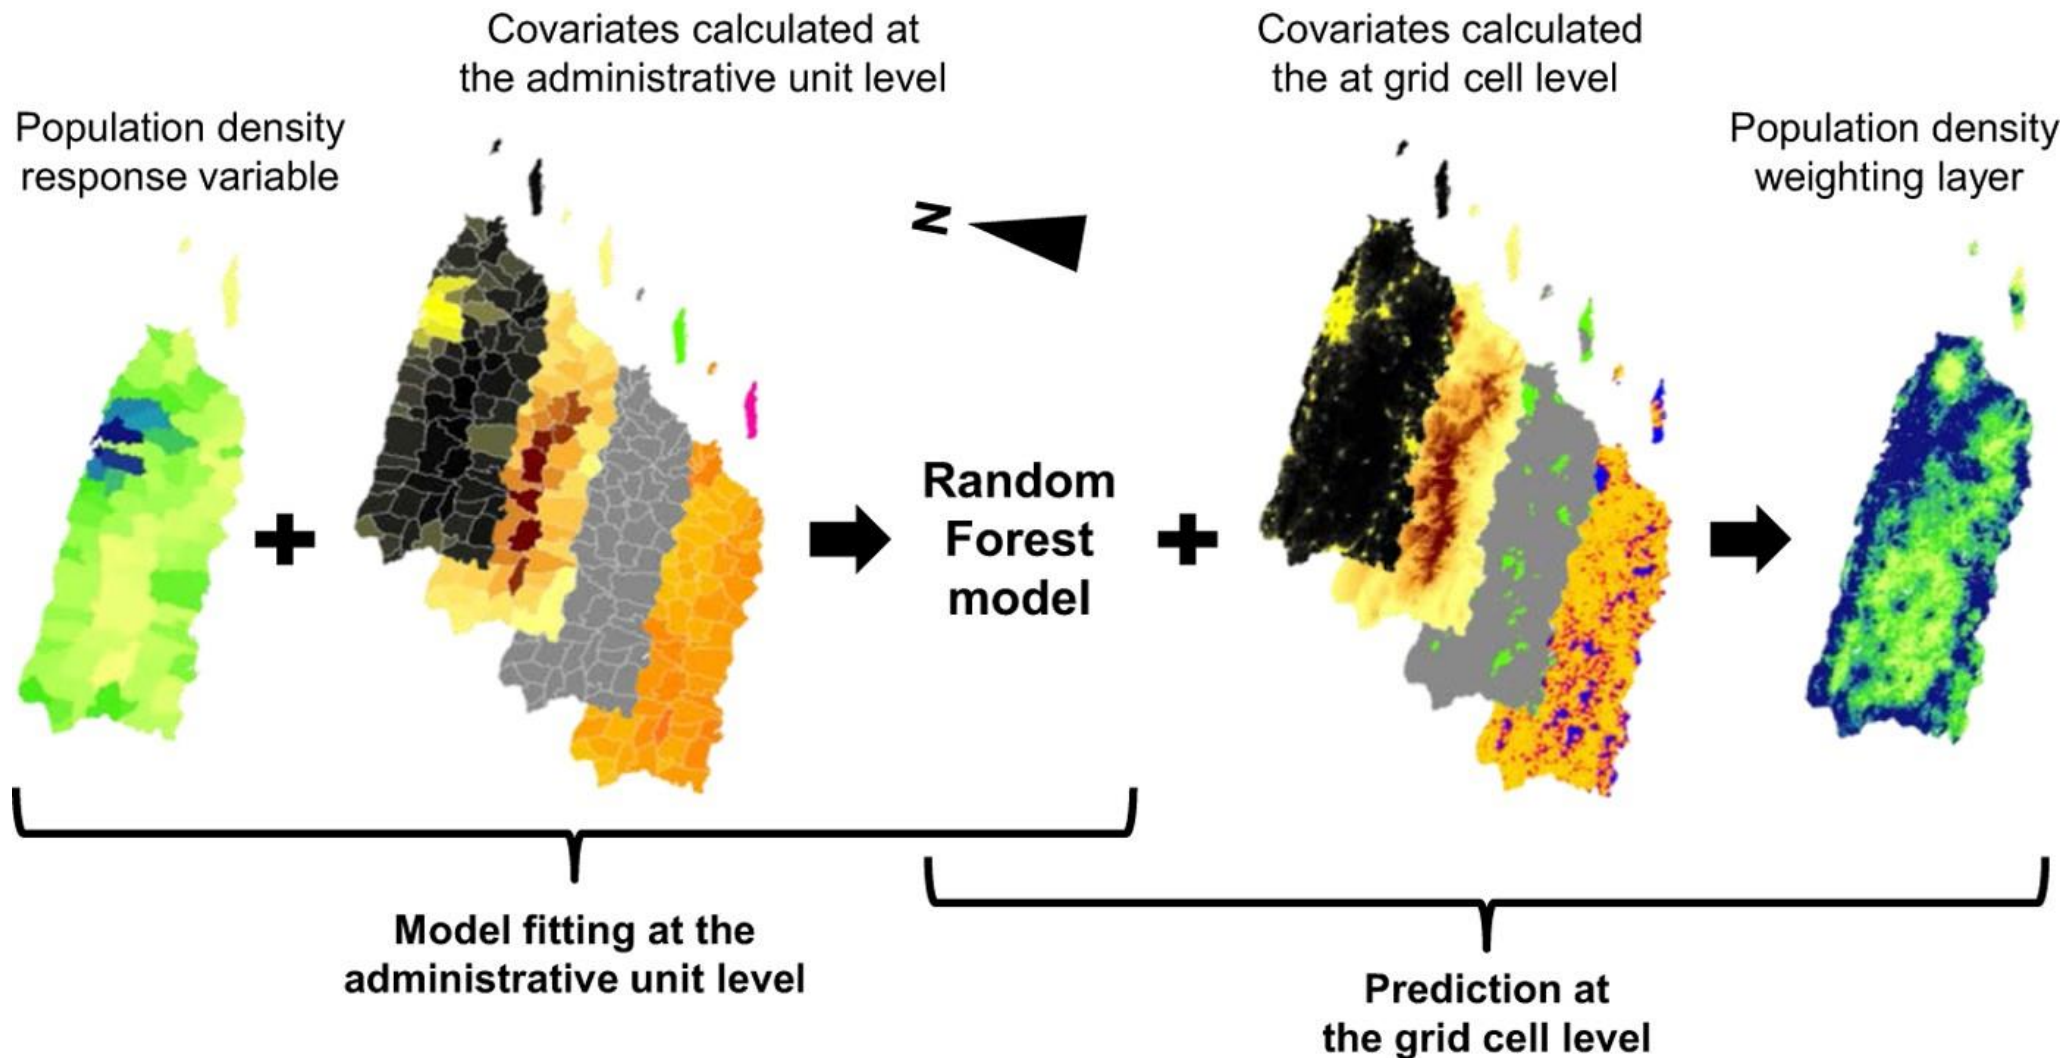 Population density
response variable
Covariates calculated at
the administrative unit level
N
Random
Forest
model
Covariates calculated
the at grid cell level
Population density
weighting layer
Model fitting at the
administrative unit level
Prediction at
the grid cell level